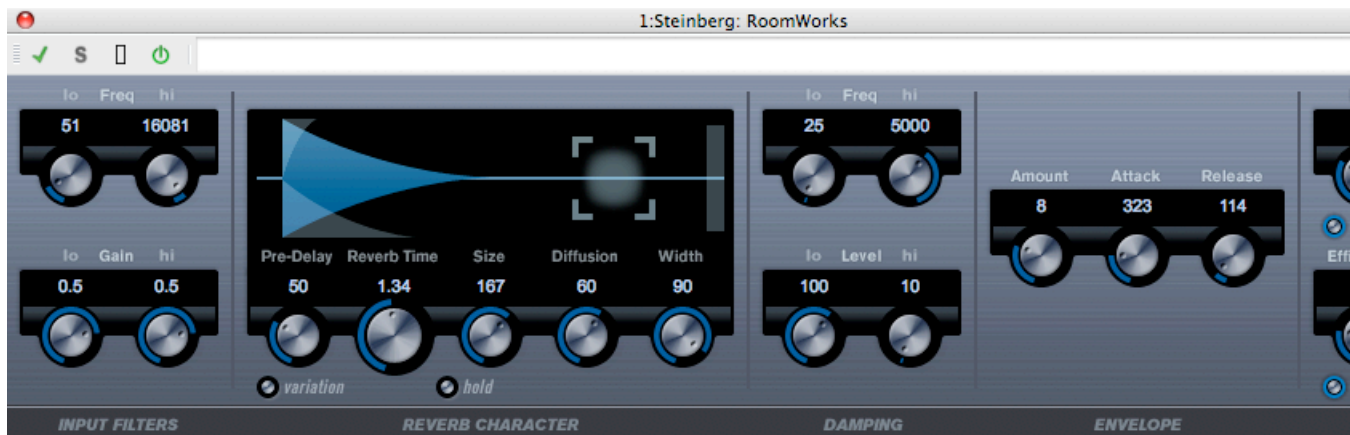 1:Steinberg: RoomWorks
S
lo Freq hi
51 16081
lo Gain hi
0.5 0.5
INPUT FILTERS
Pre-Delay Reverb Time Size Diffusion Width
50 1.34 167 60 90
variation hold
REVERB CHARACTER
lo Freq hi
25 5000
lo Level hi
100 10
DAMPING
Amount Attack Release
8 323 114
ENVELOPE